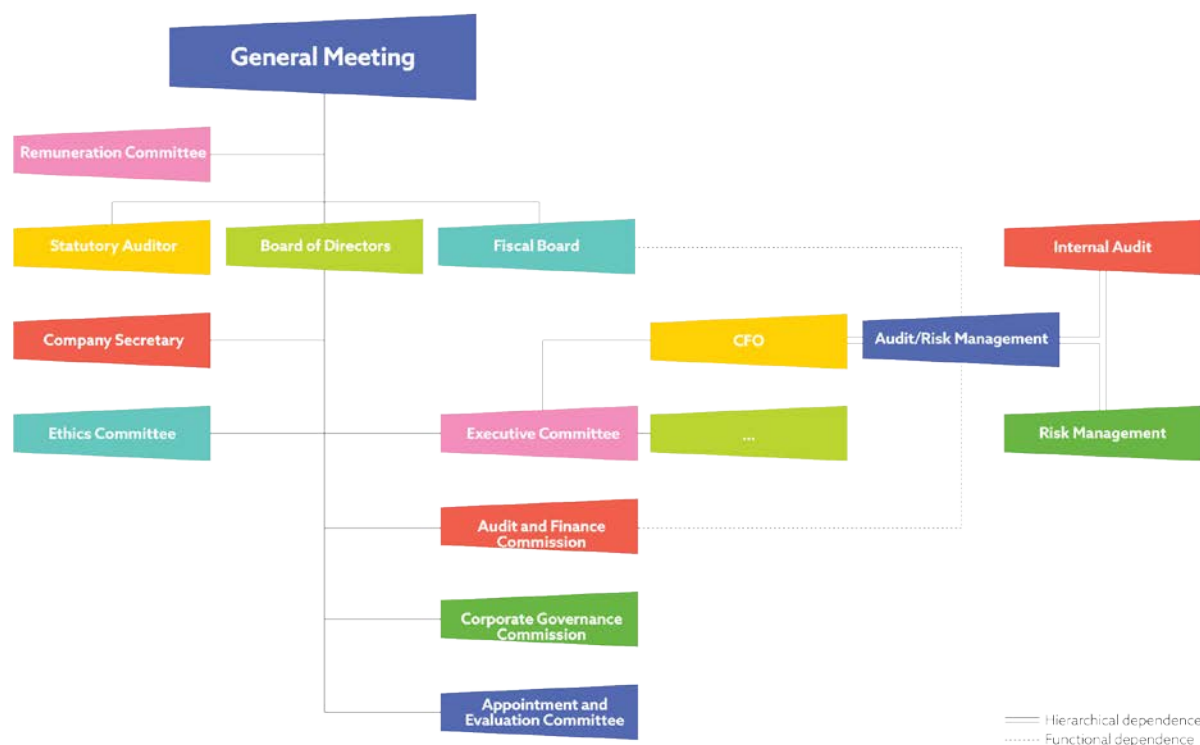 General Meeting
Remuneration Committee
Statutory Auditor
Board of Directors
Fiscal Board
Internal Audit
Company Secretary
CFO
Audit/Risk Management
Ethics Committee
Executive Committee
...
Risk Management
Audit and Finance
Commission
Corporate Governance
Commission
Appointment and
Evaluation Committee
Hierarchical dependence
Functional dependence